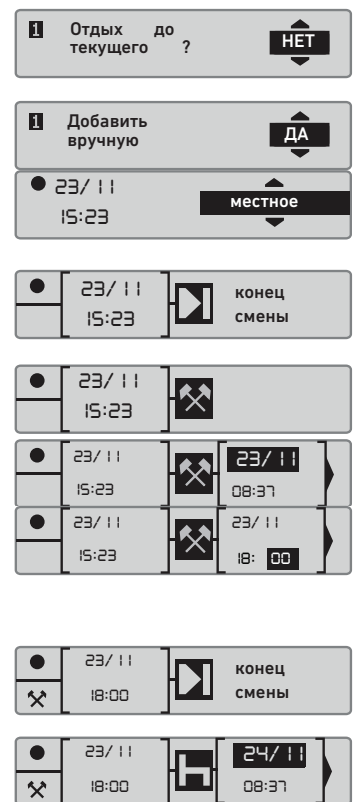 1 Отдых до
текущего ?
НЕТ
1 Добавить
вручную
ДА
23/11
15:23
местное
23/11
15:23
конец
смены
23/11
15:23
23/11
15:23
23/11
08:37
23/11
15:23
23/11
18: 00
23/11
18:00
конец
смены
23/11
18:00
24/11
08:37